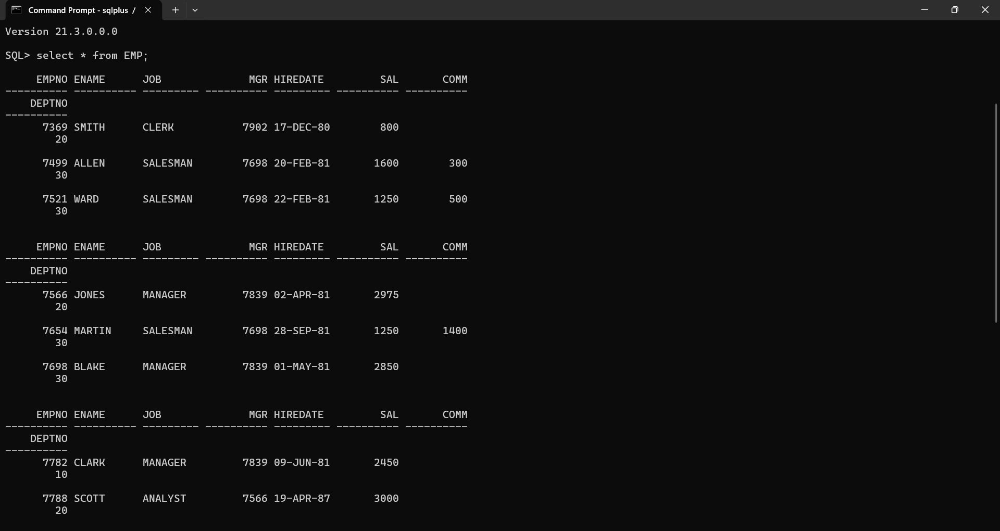 Command Prompt - sqlplus /
Version 21.3.0.0.0
SQL> select * from EMP;
     EMPNO ENAME      JOB              MGR HIREDATE         SAL       COMM
---------- ---------- --------- ---------- --------- ---------- ----------
    DEPTNO
----------
      7369 SMITH      CLERK           7902 17-DEC-80        800
        20
      7499 ALLEN      SALESMAN        7698 20-FEB-81       1600        300
        30
      7521 WARD       SALESMAN        7698 22-FEB-81       1250        500
        30
     EMPNO ENAME      JOB              MGR HIREDATE         SAL       COMM
---------- ---------- --------- ---------- --------- ---------- ----------
    DEPTNO
----------
      7566 JONES      MANAGER         7839 02-APR-81       2975
        20
      7654 MARTIN     SALESMAN        7698 28-SEP-81       1250       1400
        30
      7698 BLAKE      MANAGER         7839 01-MAY-81       2850
        30
     EMPNO ENAME      JOB              MGR HIREDATE         SAL       COMM
---------- ---------- --------- ---------- --------- ---------- ----------
    DEPTNO
----------
      7782 CLARK      MANAGER         7839 09-JUN-81       2450
        10
      7788 SCOTT      ANALYST         7566 19-APR-87       3000
        20